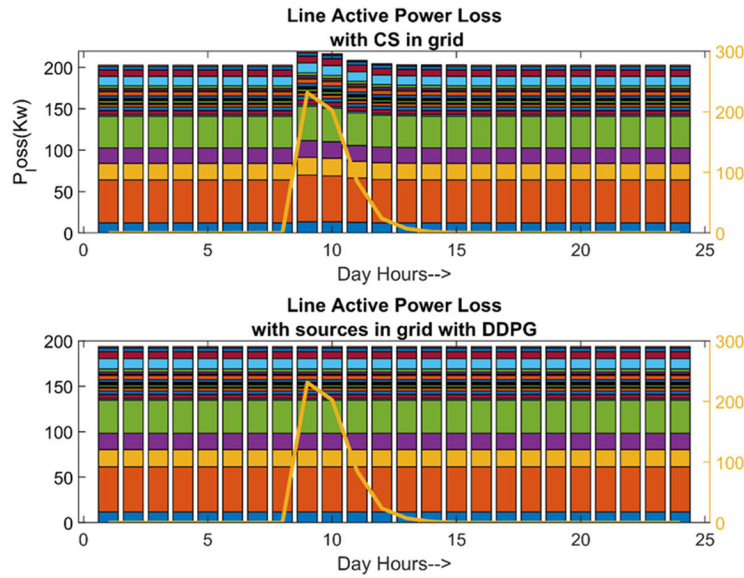 Line Active Power Loss
with CS in grid
P_loss(Kw)
200
150
100
50
0
300
200
100
0
0 5 10 15 20 25
Day Hours-->
Line Active Power Loss
with sources in grid with DDPG
200
150
100
50
0
300
200
100
0
0 5 10 15 20 25
Day Hours-->